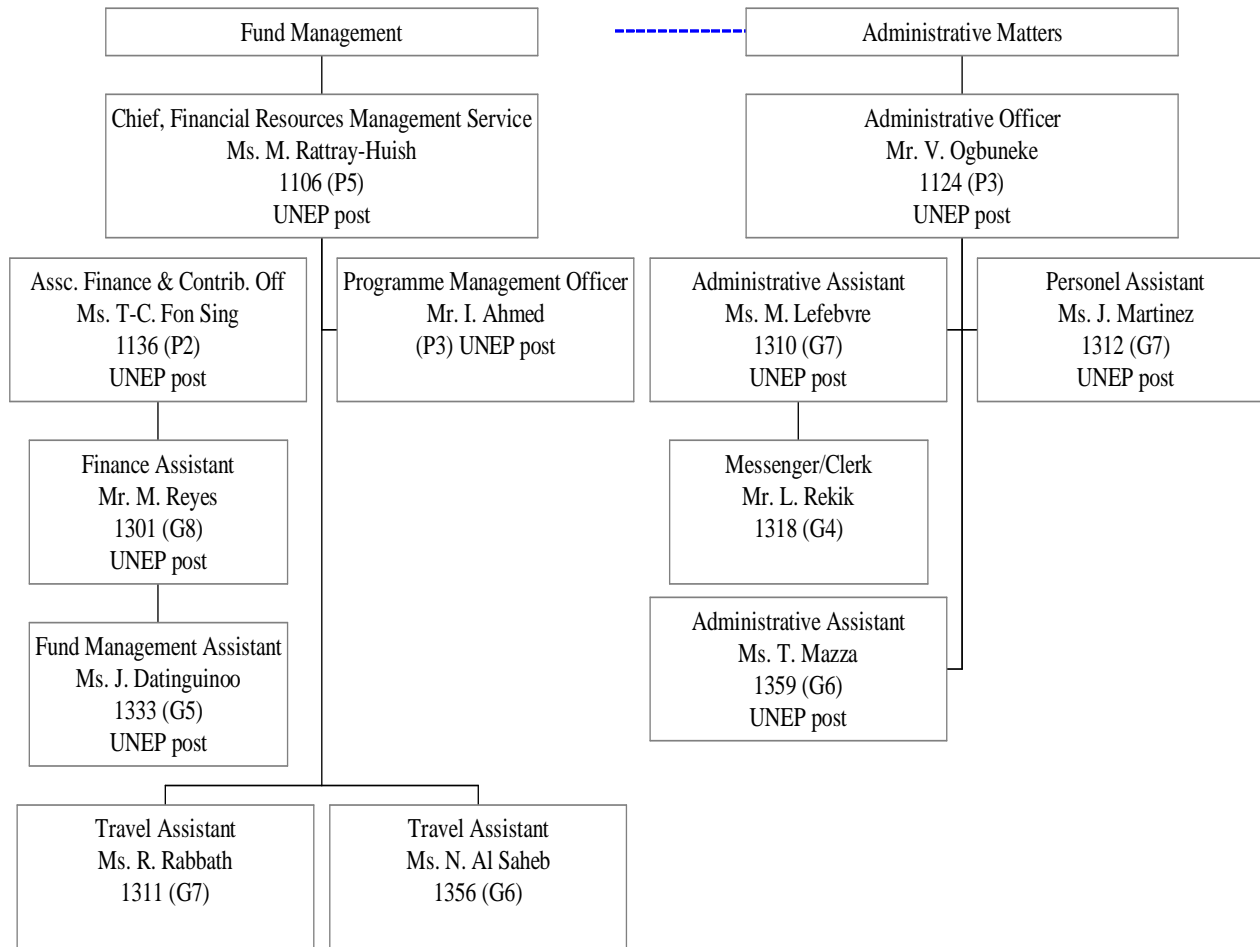 Fund Management
Administrative Matters
Chief, Financial Resources Management Service
Ms. M. Rattray-Huish
1106 (P5)
UNEP post
Administrative Officer
Mr. V. Ogbuneke
1124 (P3)
UNEP post
Assc. Finance & Contrib. Off
Ms. T-C. Fon Sing
1136 (P2)
UNEP post
Programme Management Officer
Mr. I. Ahmed
(P3) UNEP post
Administrative Assistant
Ms. M. Lefebvre
1310 (G7)
UNEP post
Personel Assistant
Ms. J. Martinez
1312 (G7)
UNEP post
Finance Assistant
Mr. M. Reyes
1301 (G8)
UNEP post
Messenger/Clerk
Mr. L. Rekik
1318 (G4)
Fund Management Assistant
Ms. J. Datinguinoo
1333 (G5)
UNEP post
Administrative Assistant
Ms. T. Mazza
1359 (G6)
UNEP post
Travel Assistant
Ms. R. Rabbath
1311 (G7)
Travel Assistant
Ms. N. Al Saheb
1356 (G6)